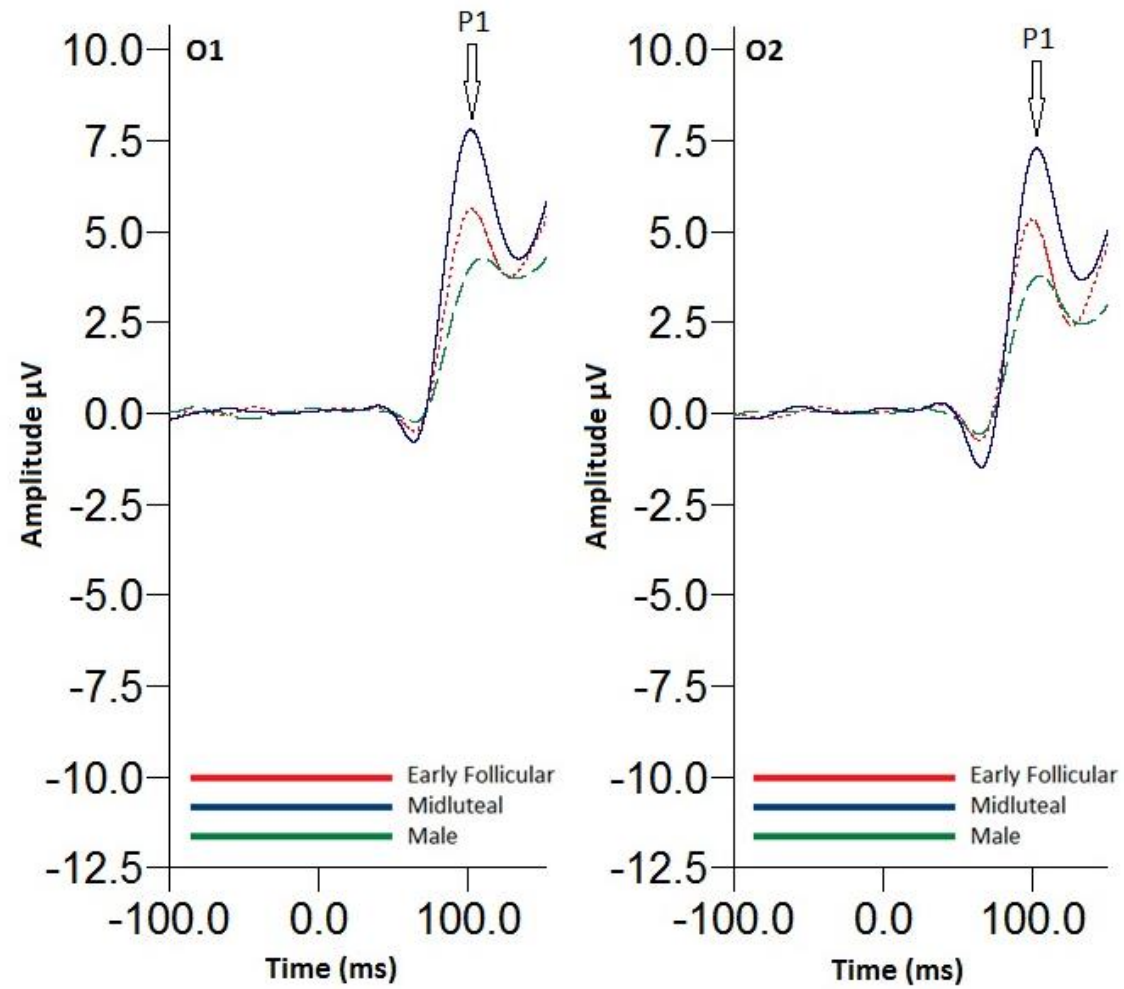 O1
P1
10.0
7.5
5.0
2.5
0.0
-2.5
-5.0
-7.5
-10.0
-12.5
Amplitude µV
Early Follicular
Midluteal
Male
-100.0 0.0 100.0
Time (ms)
O2
P1
10.0
7.5
5.0
2.5
0.0
-2.5
-5.0
-7.5
-10.0
-12.5
Amplitude µV
Early Follicular
Midluteal
Male
-100.0 0.0 100.0
Time (ms)